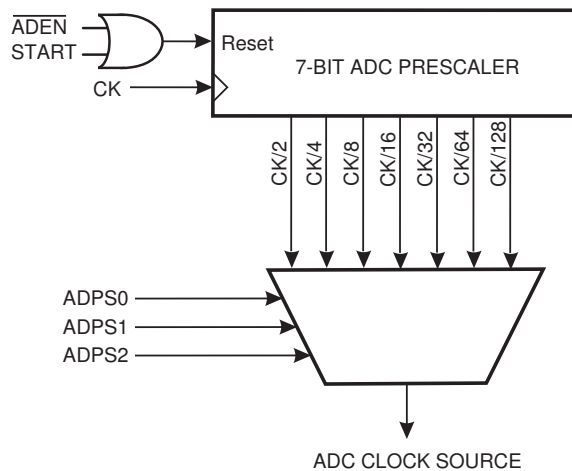 ADEN
START
Reset
7-BIT ADC PRESCALER
CK
CK/2
CK/4
CK/8
CK/16
CK/32
CK/64
CK/128
ADPS0
ADPS1
ADPS2
ADC CLOCK SOURCE